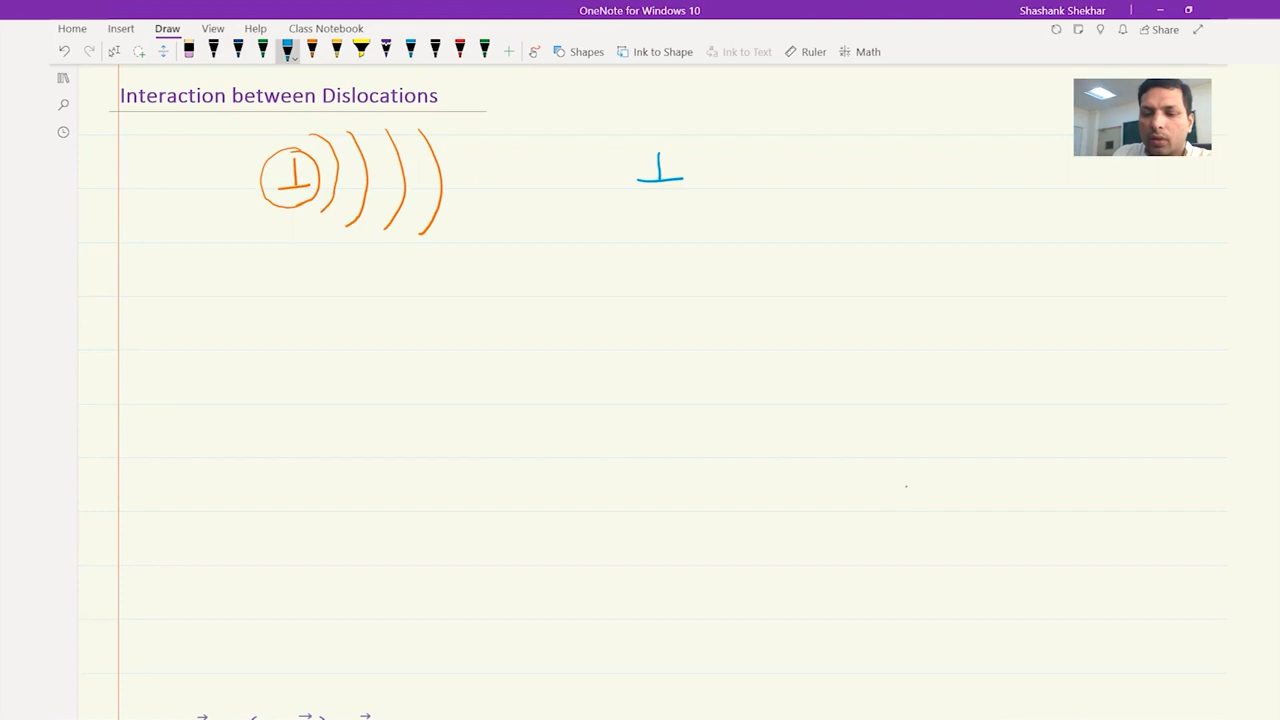 OneNote for Windows 10
Shashank Shekhar
Home Insert Draw View Help Class Notebook
Share
Shapes Ink to Shape Ink to Text Ruler Math
Interaction between Dislocations
⊥ ⊥